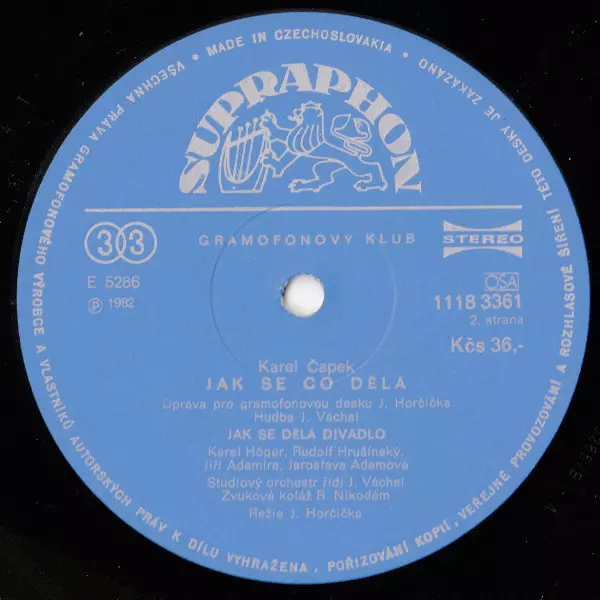 VŠECHNA PRÁVA GRAMOFONOVÉHO VÝROBCE A VLASTNÍKŮ AUTORSKÝCH PRÁV K DÍLU VYHRAŽENA. POŘIZOVÁNÍ KOPIÍ, VEŘEJNÉ PROVOZOVÁNÍ A ROZHLASOVÉ ŠÍŘENÍ TÉTO DESKY JE ZAKÁZÁNO • MADE IN CZECHOSLOVAKIA •
SUPRAPHON
33
GRAMOFONOVÝ KLUB
STEREO
E 5286
℗ 1982
OSA
1118 3361
2. strana
Kčs 36,-
Karel Čapek
JAK SE CO DĚLÁ
Úprava pro gramofonovou desku J. Horčička
Hudba J. Váchal
JAK SE DĚLÁ DIVADLO
Karel Höger, Rudolf Hrušínský,
Jiří Adamíra, Jaroslava Adamová
Studiový orchestr řídí J. Váchal
Zvuková koláž R. Nikodém
Režie J. Horčička